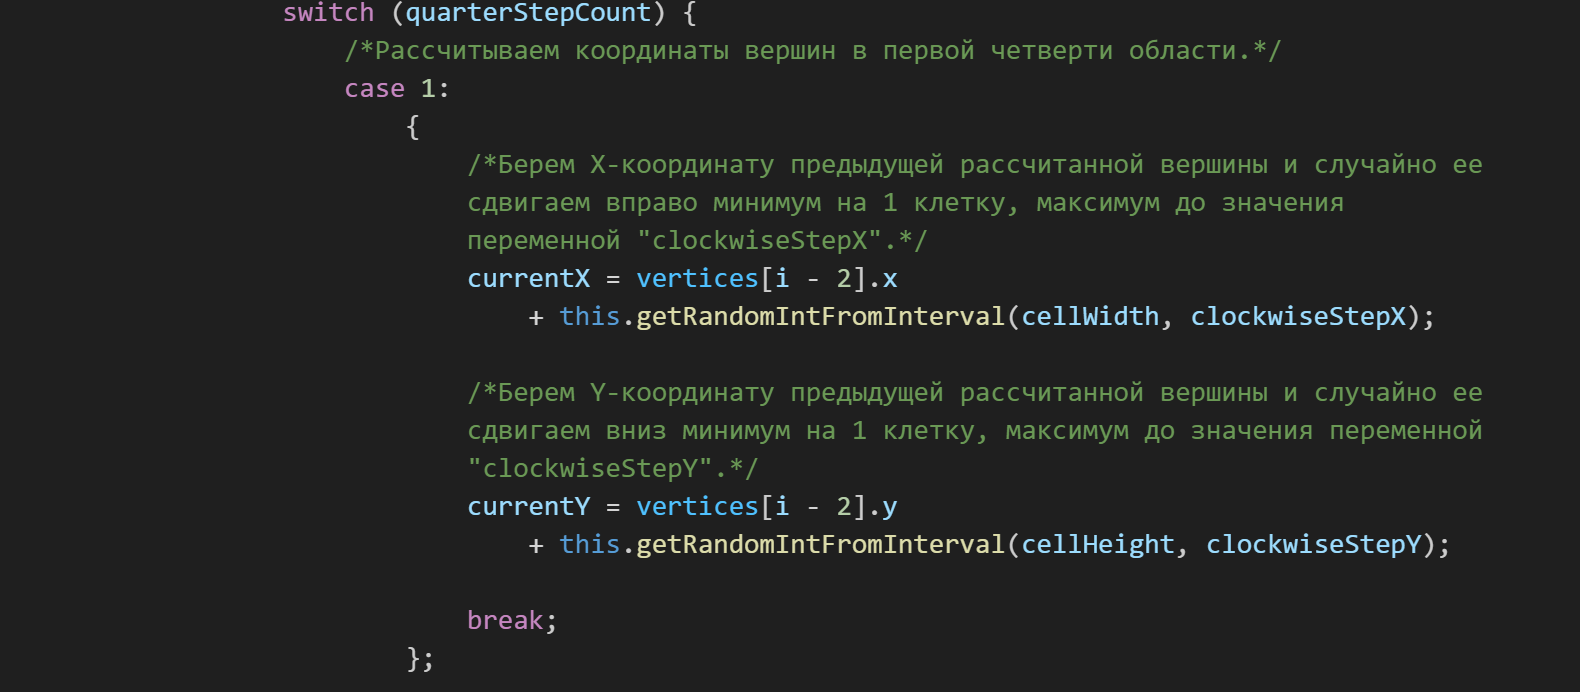 switch (quarterStepCount) {
/*Рассчитываем координаты вершин в первой четверти области.*/
case 1:
{
/*Берем X-координату предыдущей рассчитанной вершины и случайно ее
сдвигаем вправо минимум на 1 клетку, максимум до значения
переменной "clockwiseStepX".*/
currentX = vertices[i - 2].x
+ this.getRandomIntFromInterval(cellWidth, clockwiseStepX);
/*Берем Y-координату предыдущей рассчитанной вершины и случайно ее
сдвигаем вниз минимум на 1 клетку, максимум до значения переменной
"clockwiseStepY".*/
currentY = vertices[i - 2].y
+ this.getRandomIntFromInterval(cellHeight, clockwiseStepY);
break;
};